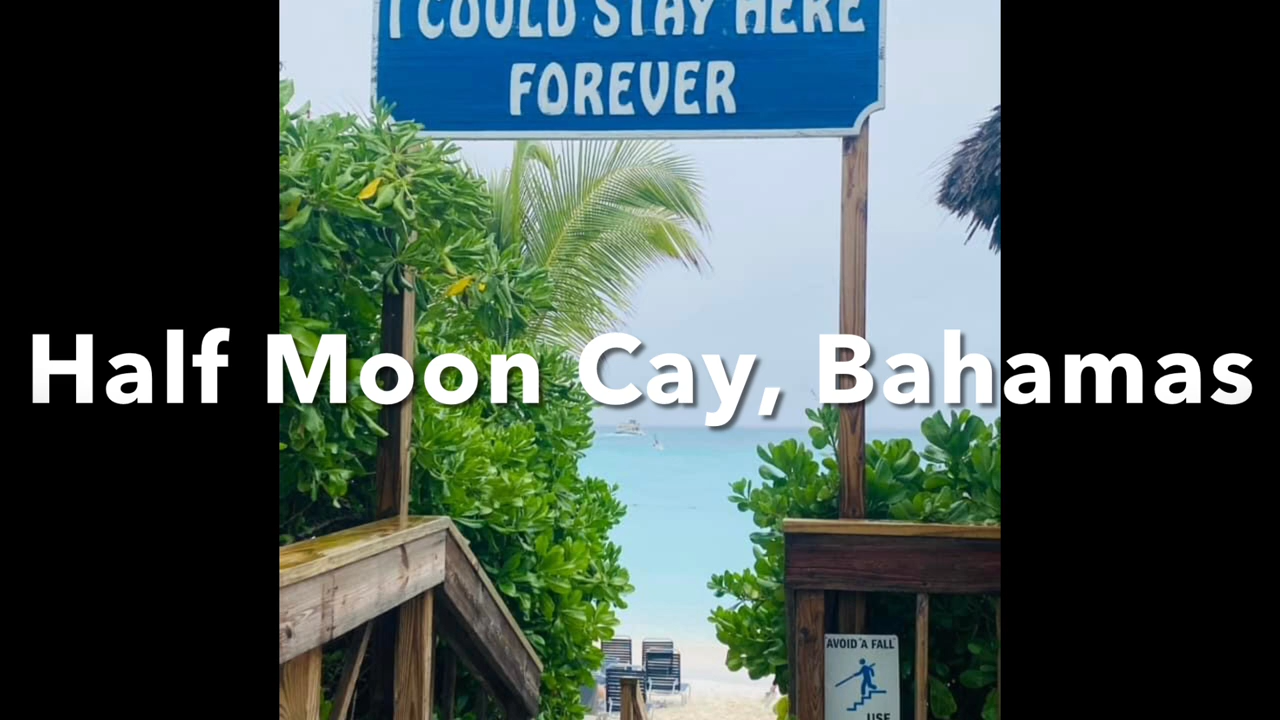 I COULD STAY HERE
FOREVER
Half Moon Cay, Bahamas
AVOID A FALL
USE